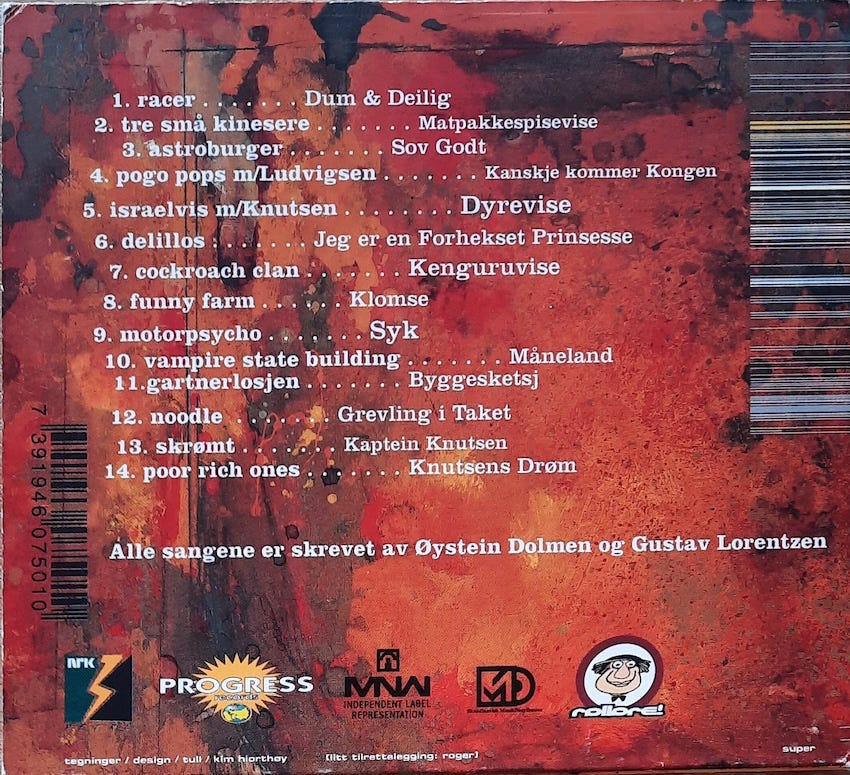 1. racer . . . . . . . Dum & Deilig
2. tre små kinesere . . . . . . . Matpakkespisevise
3. astroburger . . . . . . . Sov Godt
4. pogo pops m/Ludvigsen . . . . . . . Kanskje kommer Kongen
5. israelvis m/Knutsen . . . . . . . Dyrevise
6. delillos . . . . . . . Jeg er en Forhekset Prinsesse
7. cockroach clan . . . . . . . Kenguruvise
8. funny farm . . . . . . Klomse
9. motorpsycho . . . . . . . Syk
10. vampire state building . . . . . . . Måneland
11.gartnerlosjen . . . . . . . Byggesketsj
12. noodle . . . . . . . Grevling i Taket
13. skrømt . . . . . . . Kaptein Knutsen
14. poor rich ones . . . . . . . Knutsens Drøm
7 391946 075010
Alle sangene er skrevet av Øystein Dolmen og Gustav Lorentzen
nrk
PROGRESS
records
MNW
INDEPENDENT LABEL
REPRESENTATION
MD
rollore!
tegninger / design / tull / kim hiorthøy [litt tilrettelegging: roger]
super